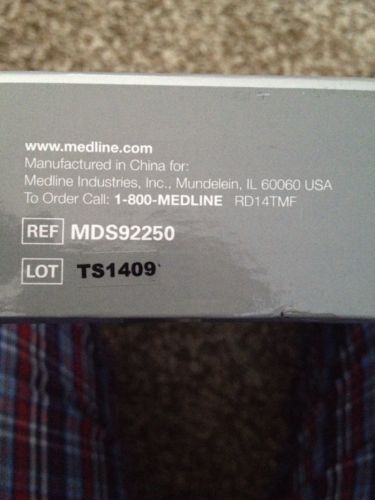 www.medline.com
Manufactured in China for:
Medline Industries, Inc., Mundelein, IL 60060 USA
To Order Call: 1-800-MEDLINE RD14TMF
REF MDS92250
LOT TS1409